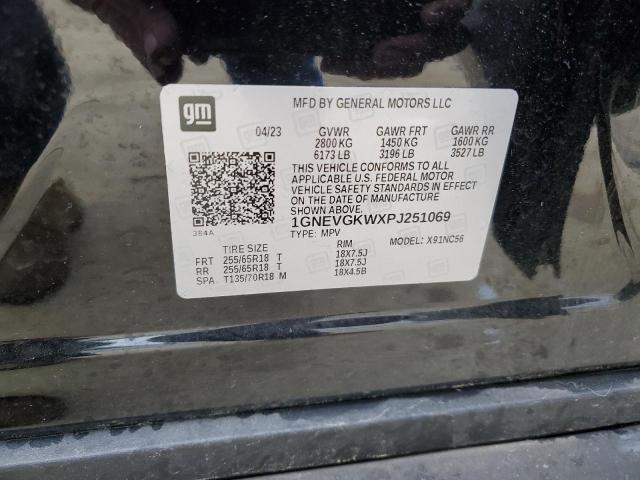 gm
MFD BY GENERAL MOTORS LLC
04/23 GVWR GAWR FRT GAWR RR
2800 KG 1450 KG 1600 KG
6173 LB 3196 LB 3527 LB
THIS VEHICLE CONFORMS TO ALL
APPLICABLE U.S. FEDERAL MOTOR
VEHICLE SAFETY STANDARDS IN EFFECT
ON THE DATE OF MANUFACTURE
SHOWN ABOVE.
1GNEVGKWXPJ251069
384A
TYPE: MPV MODEL: X91NC56
TIRE SIZE RIM
FRT 255/65R18 T 18X7.5J
RR 255/65R18 T 18X7.5J
SPA T135/70R18 M 18X4.5B